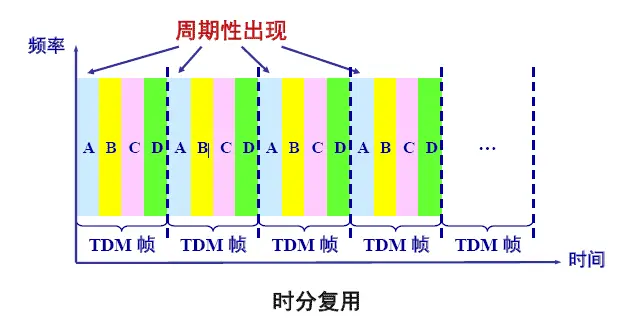 周期性出现
频率
A B C D A B C D A B C D A B C D ...
TDM 帧 TDM 帧 TDM 帧 TDM 帧 TDM 帧
时间
时分复用